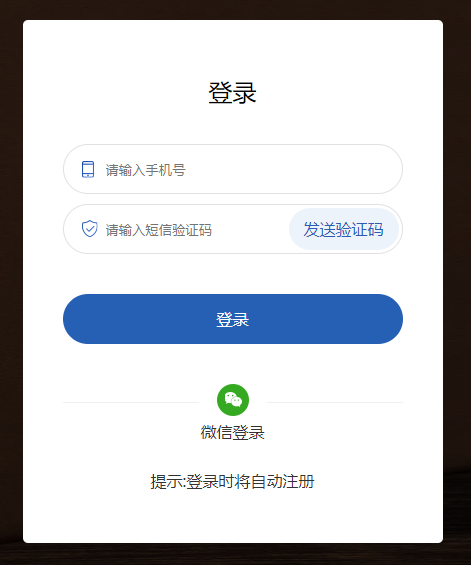 登录
请输入手机号
请输入短信验证码
发送验证码
登录
微信登录
提示:登录时将自动注册